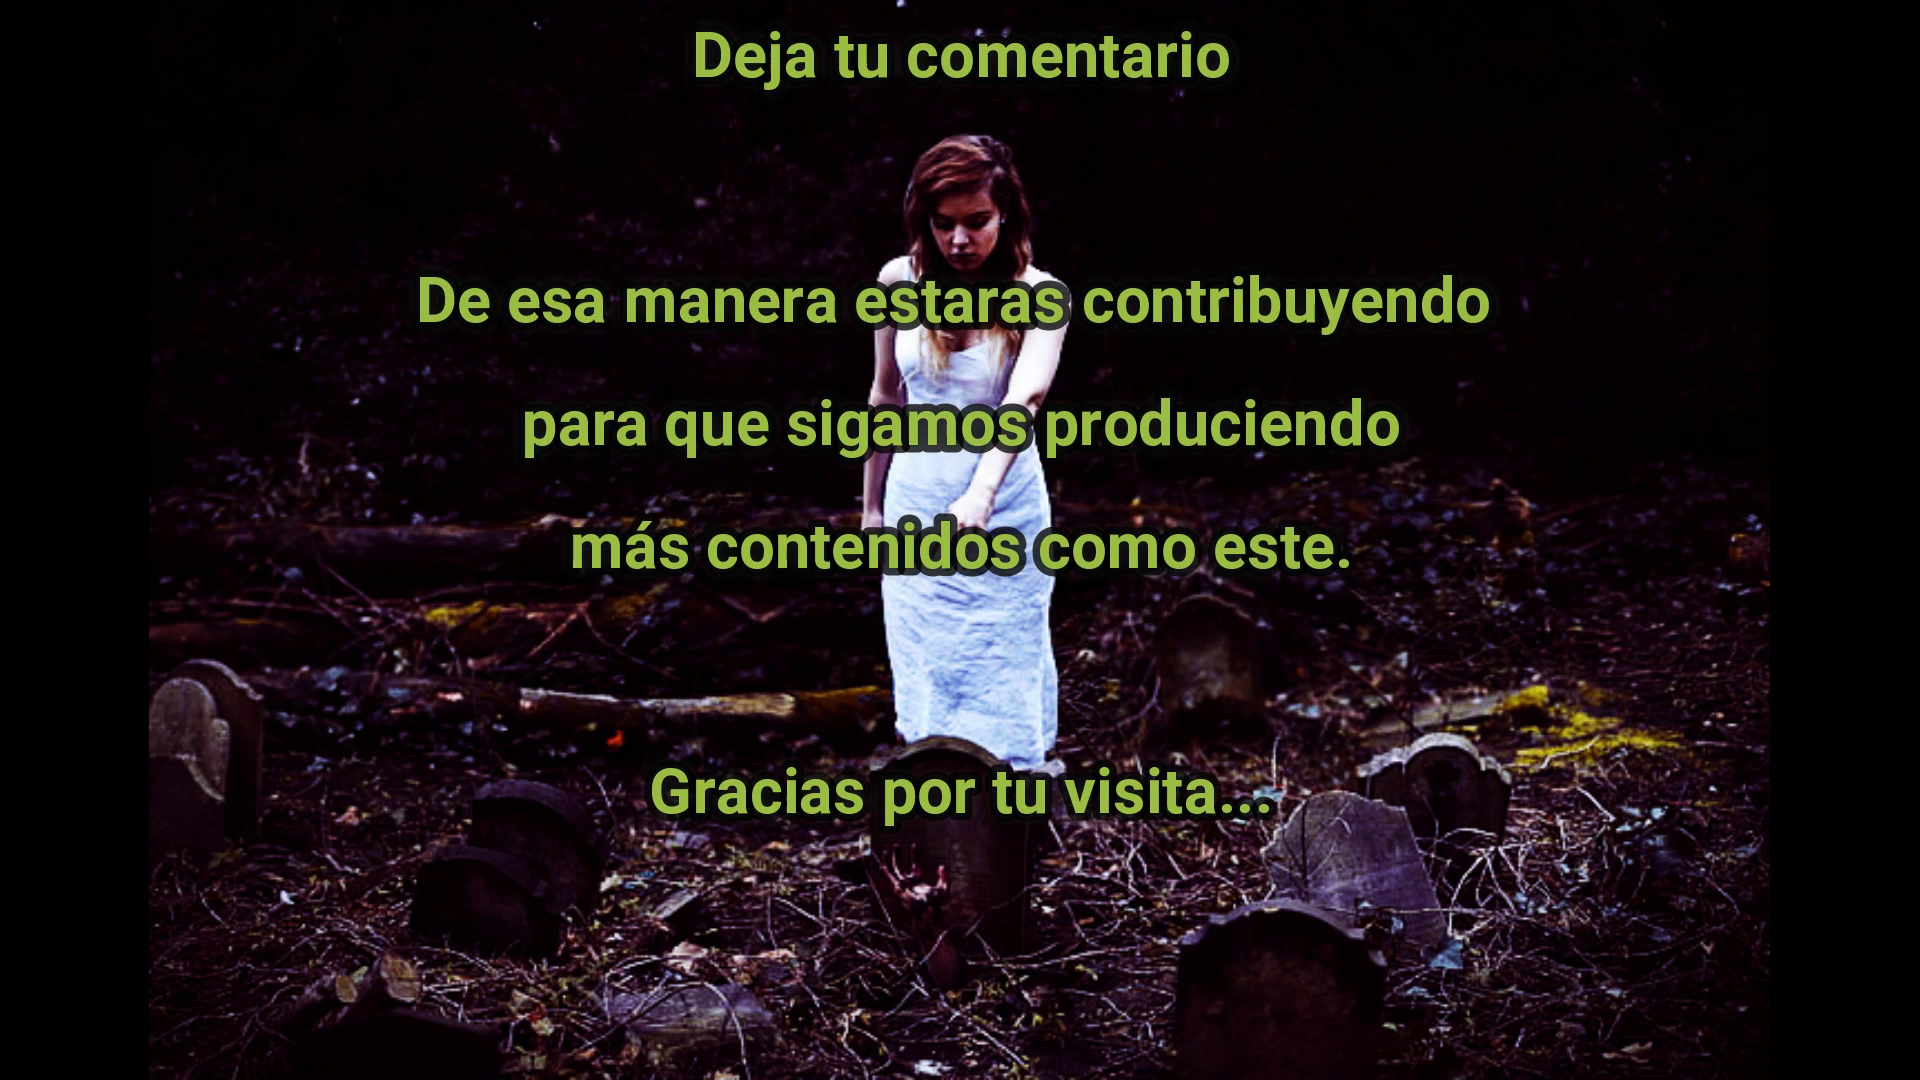 Deja tu comentario
De esa manera estaras contribuyendo
para que sigamos produciendo
más contenidos como este.
Gracias por tu visita...